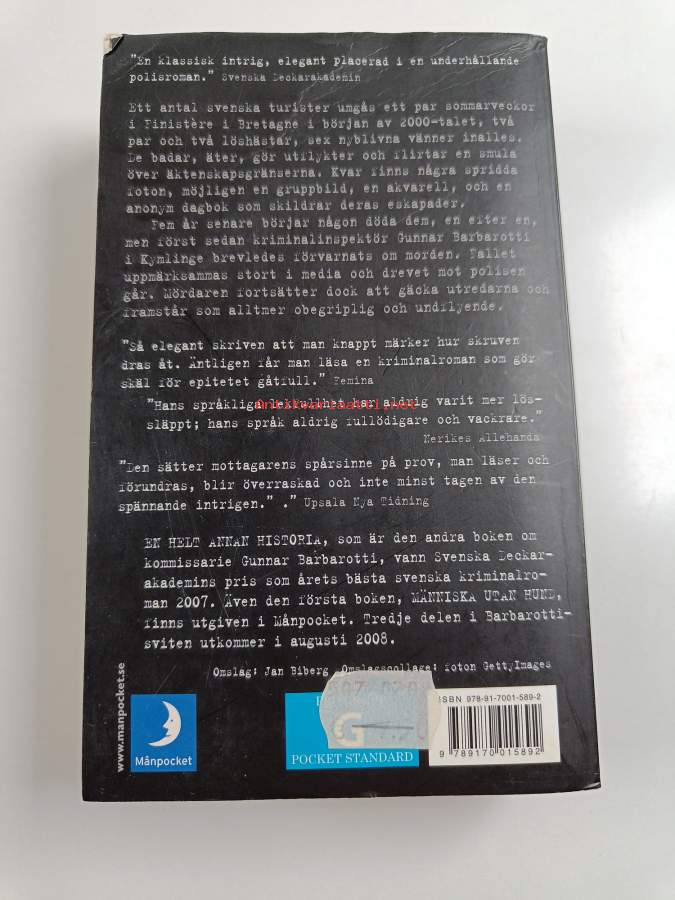 "En klassisk intrig, elegant placerad i en underhållande
polisroman." Svenska Deckarakademin
Ett antal svenska turister umgås ett par sommarveckor
i Finistère i Bretagne i början av 2000-talet, två
par och två löshästar, sex nyblivna vänner inalles.
De badar, äter, gör utflykter och flirtar en smula
över äktenskapsgränserna. Kvar finns några spridda
foton, möjligen en gruppbild, en akvarell, och en
anonym dagbok som skildrar deras eskapader.
Fem år senare börjar någon döda dem, en efter en,
men först sedan kriminalinspektör Gunnar Barbarotti
i Kymlinge brevledes förvarnats om morden. Fallet
uppmärksammas stort i media och drevet mot polisen
går. Mördaren fortsätter dock att gäcka utredarna och
framstår som alltmer obegriplig och undflyende.
"Så elegant skriven att man knappt märker hur skruven
dras åt. Äntligen får man läsa en kriminalroman som gör
skäl för epitetet gåtfull." Femina
"Hans språkliga lekfullhet har aldrig varit mer lös-
släppt; hans språk aldrig fullödigare och vackrare."
Nerikes Allehanda
Antikvariaatti.net
"Den sätter mottagarens spårsinne på prov, man läser och
förundras, blir överraskad och inte minst tagen av den
spännande intrigen." ." Upsala Nya Tidning
EN HELT ANNAN HISTORIA, som är den andra boken om
kommissarie Gunnar Barbarotti, vann Svenska Deckar-
akademins pris som årets bästa svenska kriminalro-
man 2007. Även den första boken, MÄNNISKA UTAN HUND,
finns utgiven i Månpocket. Tredje delen i Barbarotti-
sviten utkommer i augusti 2008.
Omslag: Jan Biberg Omslagscollage: foton GettyImages
www.manpocket.se
Månpocket
G
POCKET STANDARD
ISBN 978-91-7001-589-2
9 789170 015892